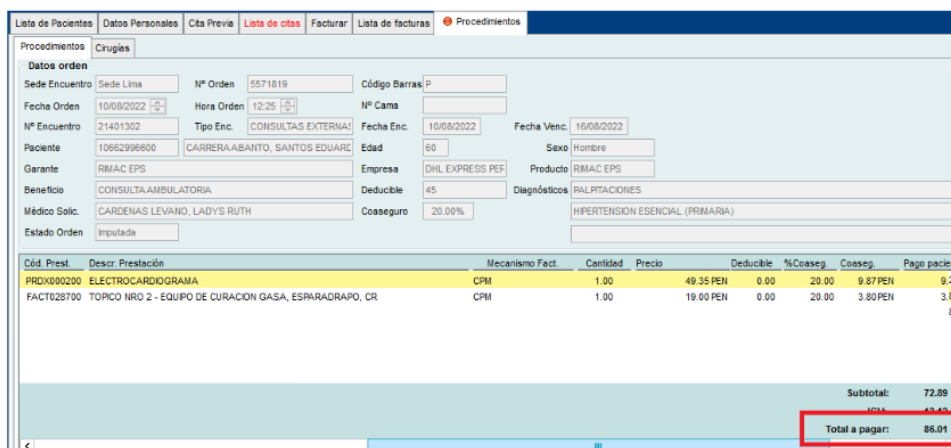 Lista de Pacientes Datos Personales Cita Previa Lista de citas Facturar Lista de facturas Procedimientos
Procedimientos Cirugías
Datos orden
Sede Encuentro Sede Lima Nº Orden 5571819 Código Barras P
Fecha Orden 10/08/2022 Hora Orden 12:25 Nº Cama
Nº Encuentro 21401302 Tipo Enc. CONSULTAS EXTERNAS Fecha Enc. 10/08/2022 Fecha Venc. 16/08/2022
Paciente 10662996600 CARRERA ABANTO, SANTOS EDUARD Edad 60 Sexo Hombre
Garante RIMAC EPS Empresa DHL EXPRESS PER Producto RIMAC EPS
Beneficio CONSULTA AMBULATORIA Deducible 45 Diagnósticos PALPITACIONES
Médico Solic. CARDENAS LEVANO, LADYS RUTH Coaseguro 20.00% HIPERTENSION ESENCIAL (PRIMARIA)
Estado Orden Imputada
Cód. Prest. Descr. Prestación Mecanismo Fact. Cantidad Precio Deducible %Coaseg. Coaseg. Pago pacie
PRDX000200 ELECTROCARDIOGRAMA CPM 1.00 49.35 PEN 0.00 20.00 9.87 PEN
FACT028700 TOPICO NRO 2 - EQUIPO DE CURACION GASA, ESPARADRAPO, CR CPM 1.00 19.00 PEN 0.00 20.00 3.80 PEN
Subtotal: 72.89
Total a pagar: 86.01